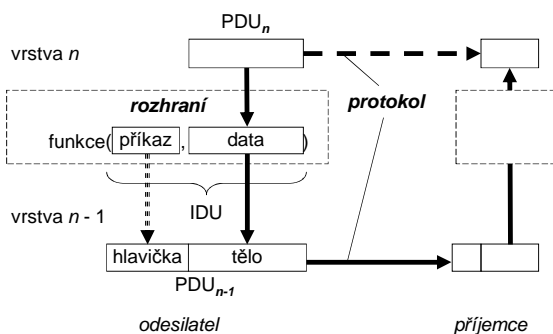 PDUn
vrstva n
rozhraní
protokol
funkce( příkaz , data )
IDU
vrstva n - 1
hlavička tělo
PDUn-1
odesilatel příjemce